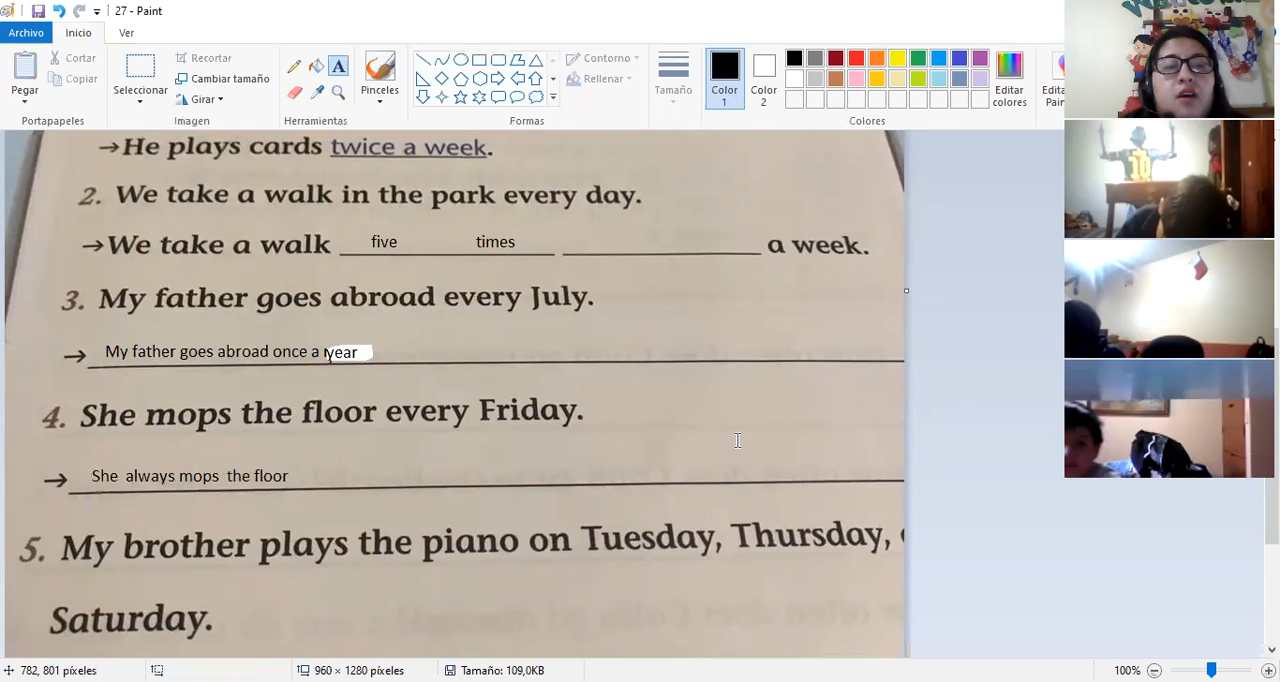 27 - Paint
Archivo Inicio Ver
Pegar
Cortar
Copiar
Portapapeles
Seleccionar
Recortar
Cambiar tamaño
Girar
Imagen
A
Herramientas
Pinceles
Contorno
Rellenar
Formas
Tamaño
Color 1
Color 2
Colores
Editar colores
Edita
Pain
→He plays cards twice a week.
2. We take a walk in the park every day.
→We take a walk five times a week.
3. My father goes abroad every July.
→ My father goes abroad once a year
4. She mops the floor every Friday.
→ She always mops the floor
5. My brother plays the piano on Tuesday, Thursday,
Saturday.
10
782, 801 píxeles
960 × 1280 píxeles
Tamaño: 109,0KB
100%